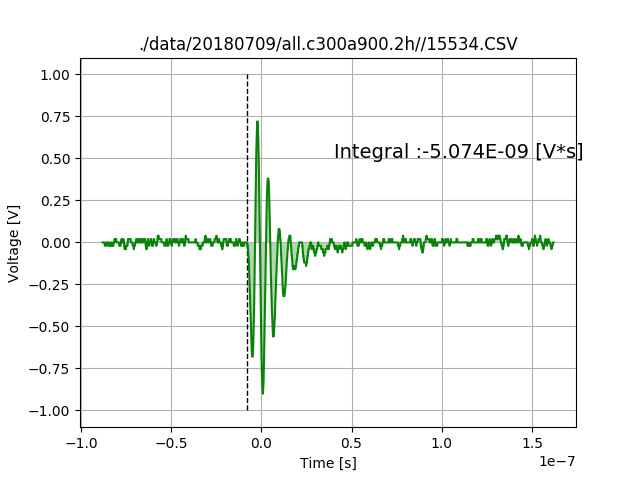 ./data/20180709/all.c300a900.2h//15534.CSV
1.00
0.75
0.50
0.25
0.00
−0.25
−0.50
−0.75
−1.00
Voltage [V]
Integral :-5.074E-09 [V*s]
−1.0 −0.5 0.0 0.5 1.0 1.5
1e−7
Time [s]